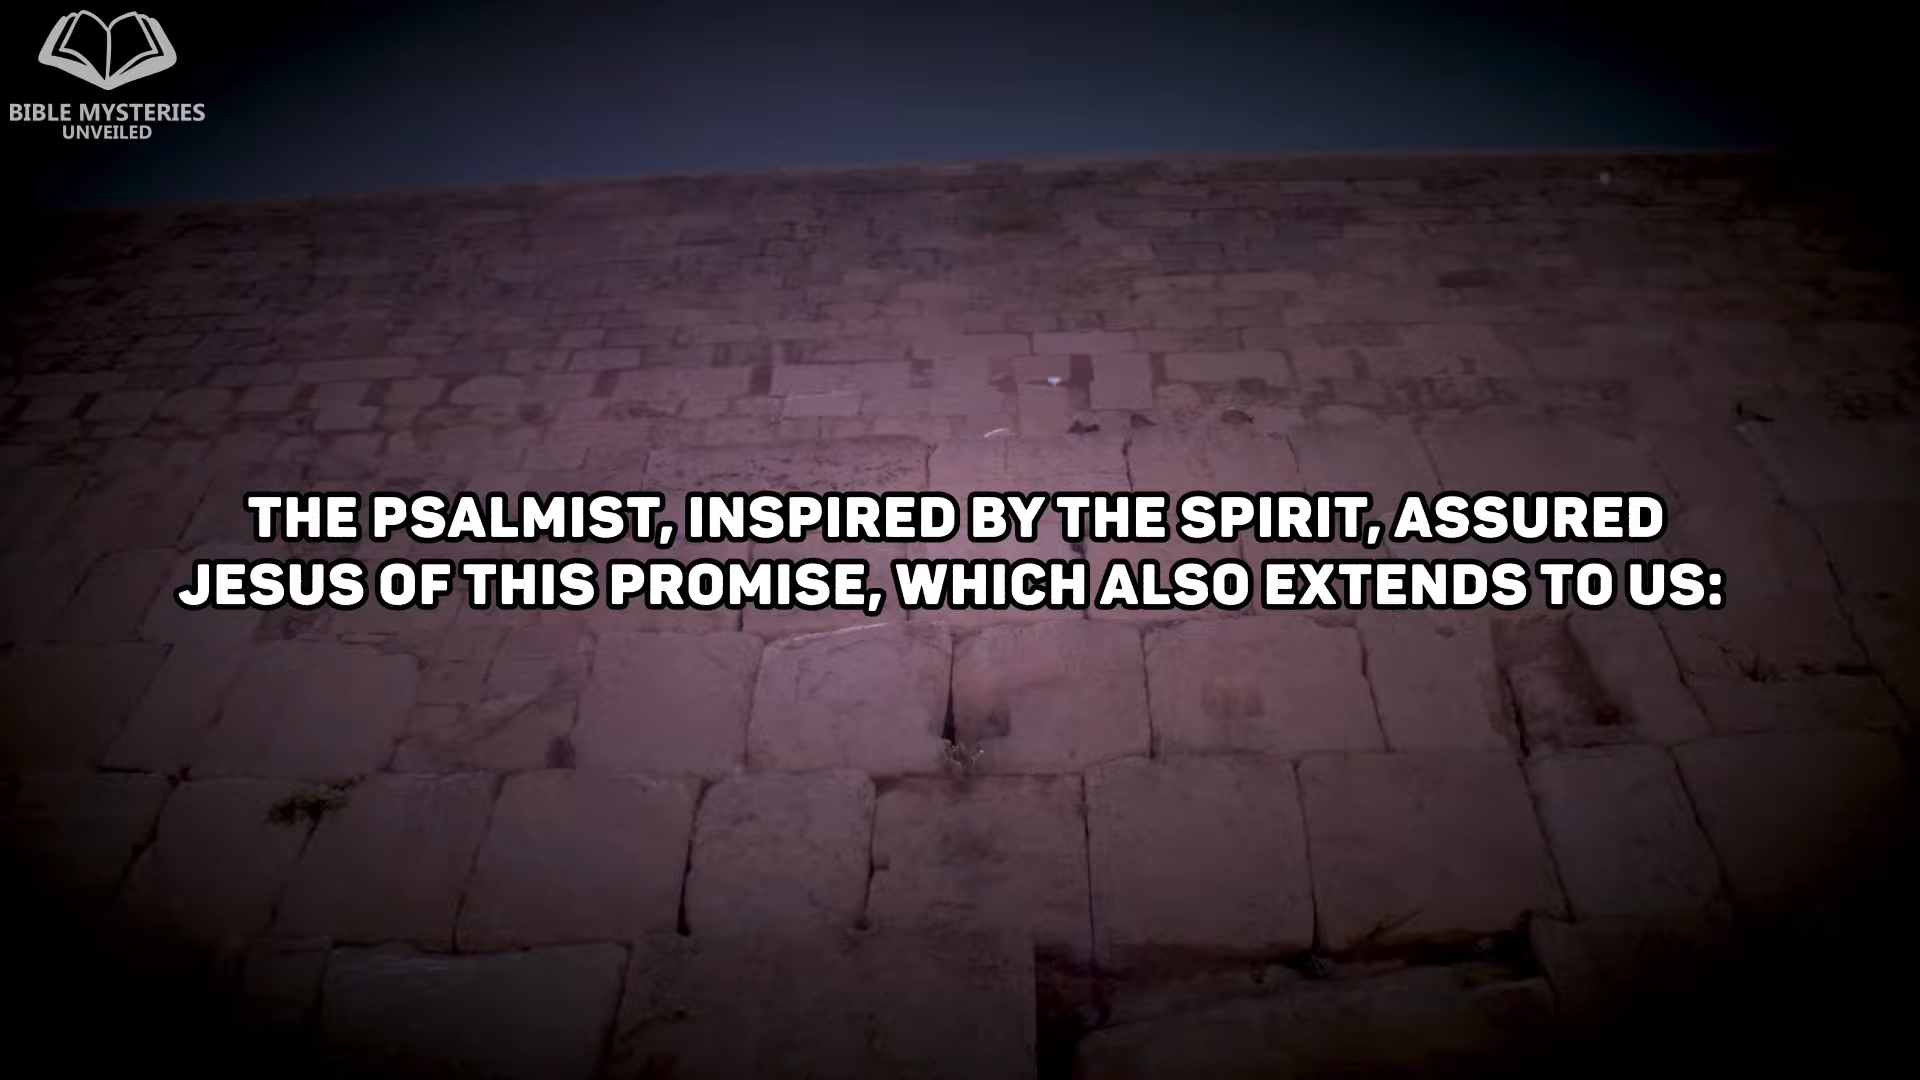 BIBLE MYSTERIES
UNVEILED
THE PSALMIST, INSPIRED BY THE SPIRIT, ASSURED
JESUS OF THIS PROMISE, WHICH ALSO EXTENDS TO US: